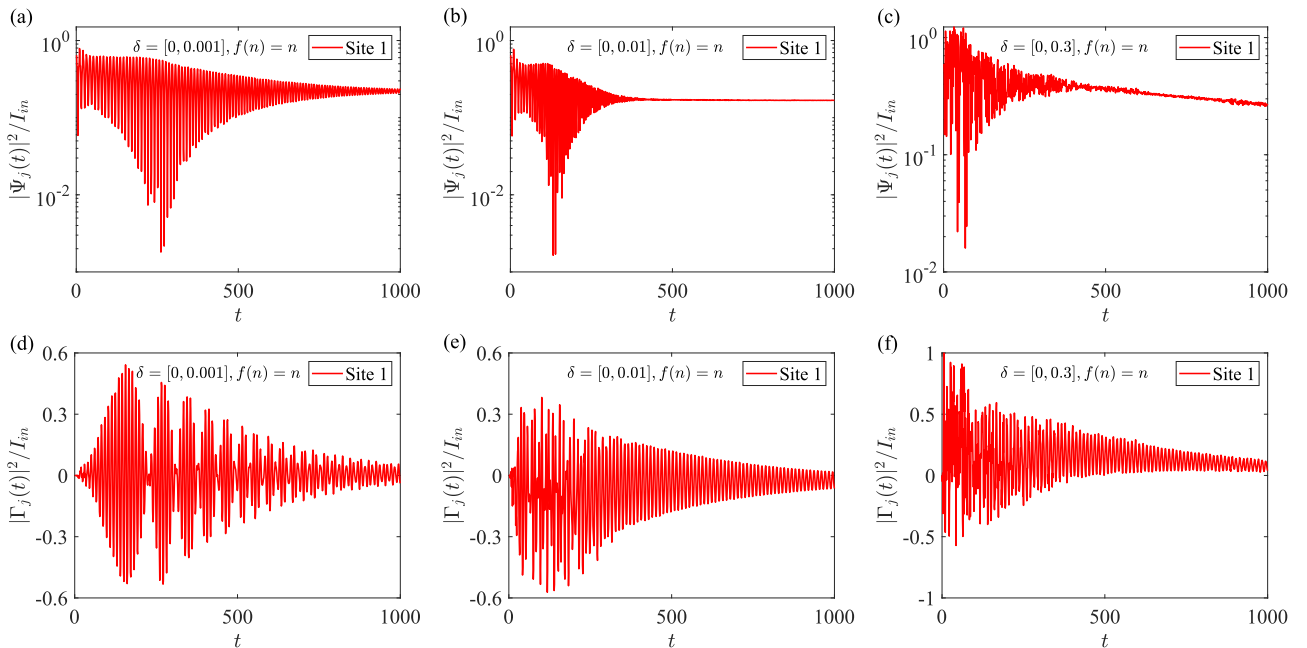 (a)
δ = [0, 0.001], f(n) = n
Site 1
10^0
10^-2
|Ψ_j(t)|^2/I_in
0 500 1000
t
(b)
δ = [0, 0.01], f(n) = n
Site 1
10^0
10^-2
|Ψ_j(t)|^2/I_in
0 500 1000
t
(c)
δ = [0, 0.3], f(n) = n
Site 1
10^0
10^-1
10^-2
|Ψ_j(t)|^2/I_in
0 500 1000
t
(d)
δ = [0, 0.001], f(n) = n
Site 1
0.6
0.3
0
-0.3
-0.6
|Γ_j(t)|^2/I_in
0 500 1000
t
(e)
δ = [0, 0.01], f(n) = n
Site 1
0.6
0.3
0
-0.3
-0.6
|Γ_j(t)|^2/I_in
0 500 1000
t
(f)
δ = [0, 0.3], f(n) = n
Site 1
1
0.5
0
-0.5
-1
|Γ_j(t)|^2/I_in
0 500 1000
t